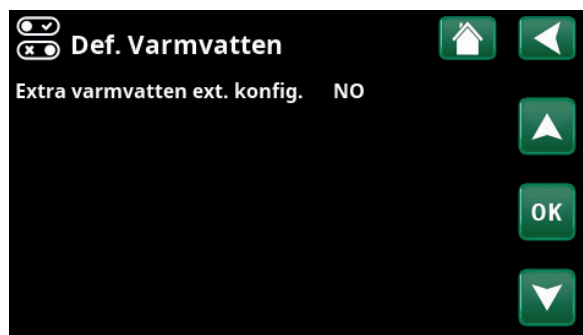 Def. Varmvatten
Extra varmvatten ext. konfig. NO
OK